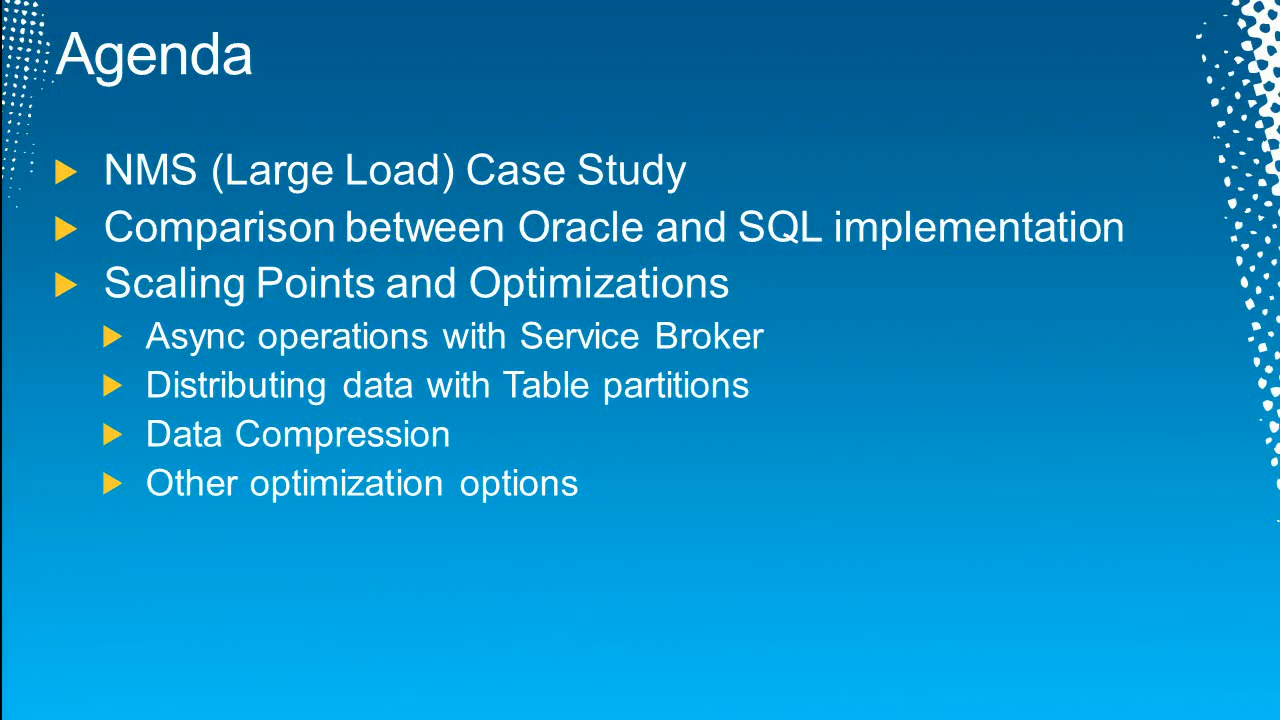 Agenda
NMS (Large Load) Case Study
Comparison between Oracle and SQL implementation
Scaling Points and Optimizations
Async operations with Service Broker
Distributing data with Table partitions
Data Compression
Other optimization options